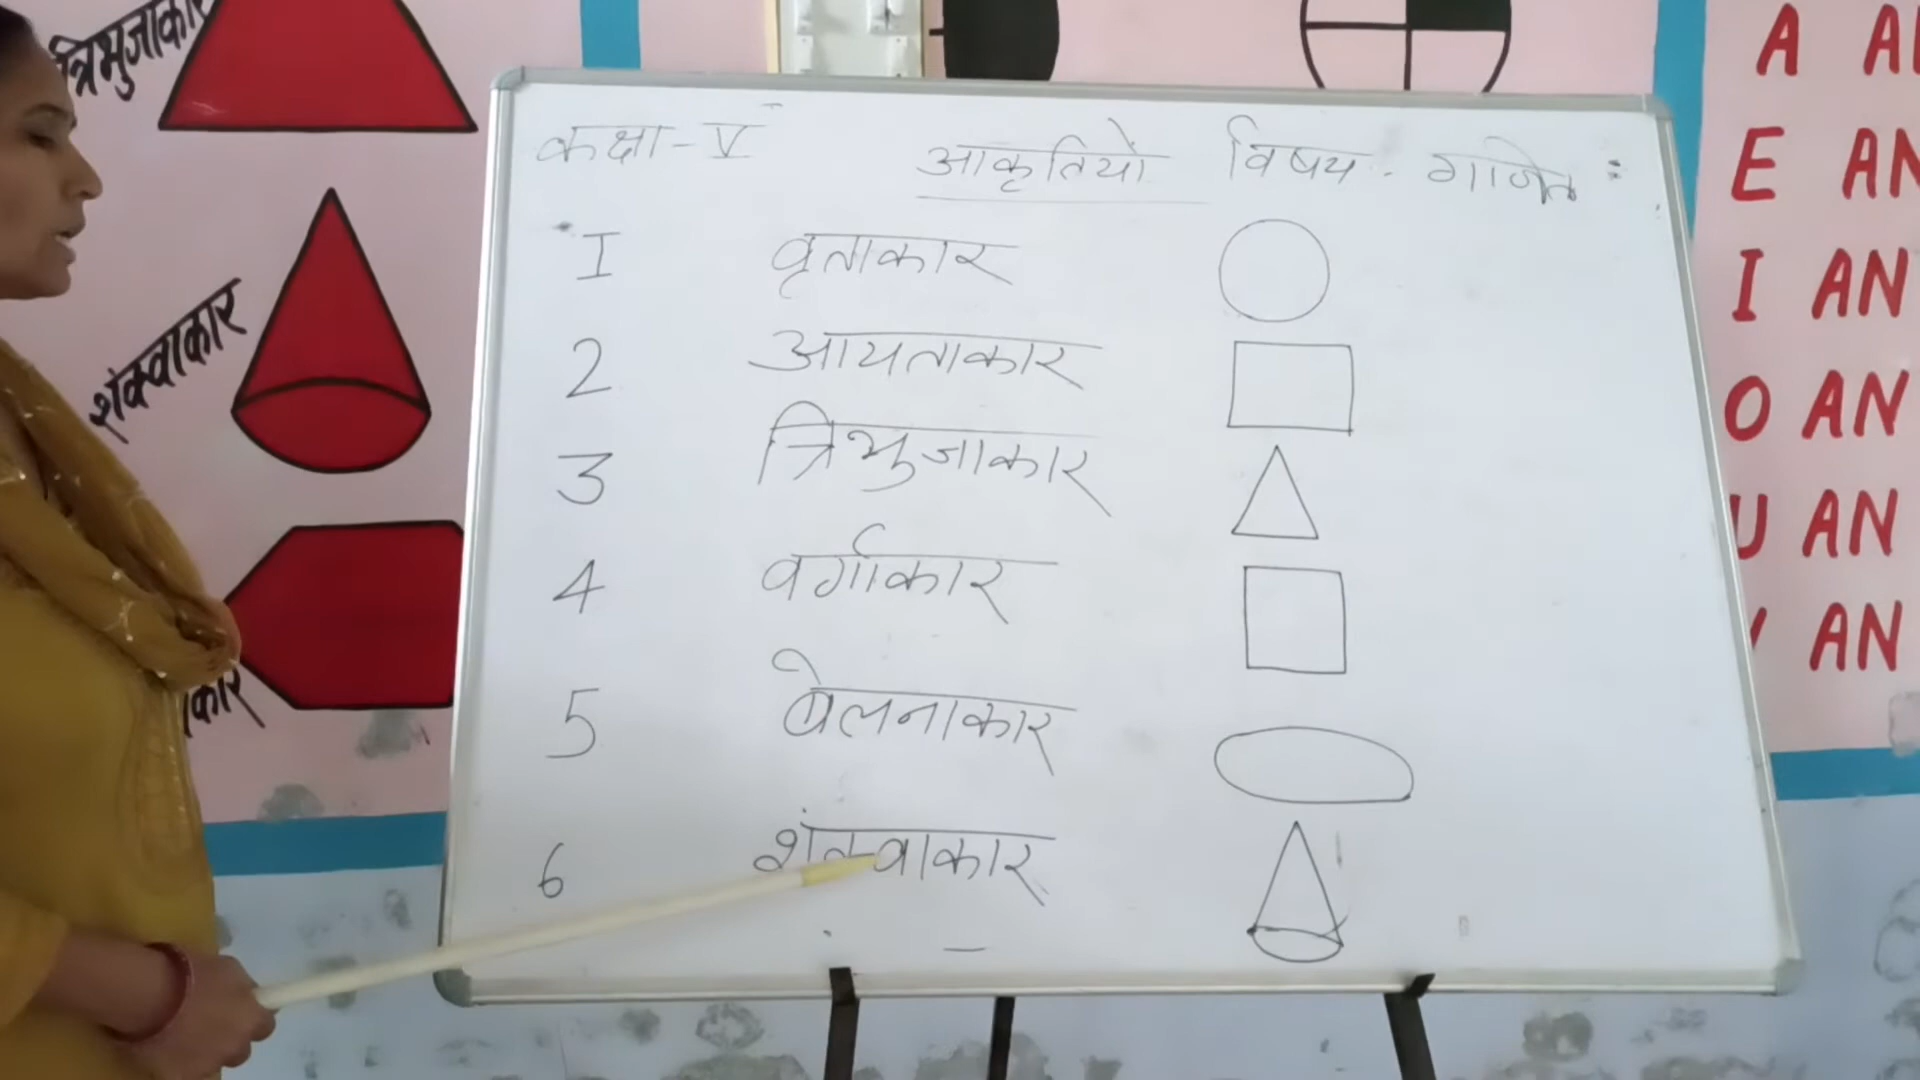 त्रिभुजाकार
शंक्वाकार
कार
कक्षा - V आकृतियों विषय - गणित :
1 वृताकार
2 आयताकार
3 त्रिभुजाकार
4 वर्गाकार
5 बेलनाकार
6 शंक्वाकार
A
E AN
I AN
O AN
U AN
AN